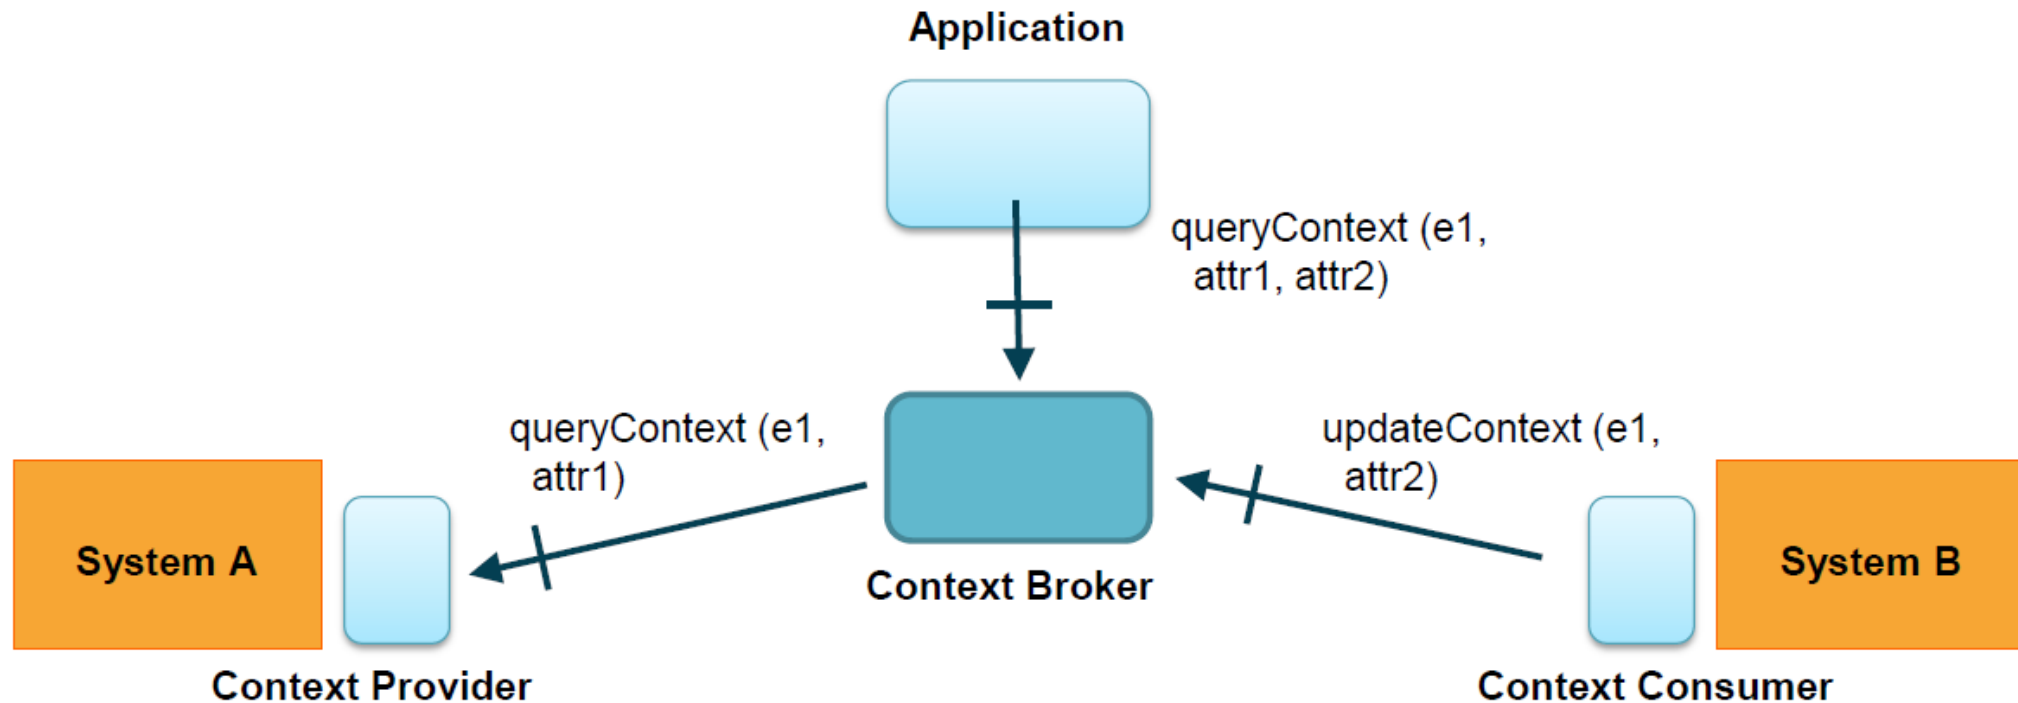 Application
queryContext (e1,
attr1, attr2)
queryContext (e1,
attr1)
updateContext (e1,
attr2)
System A
Context Broker
System B
Context Provider
Context Consumer